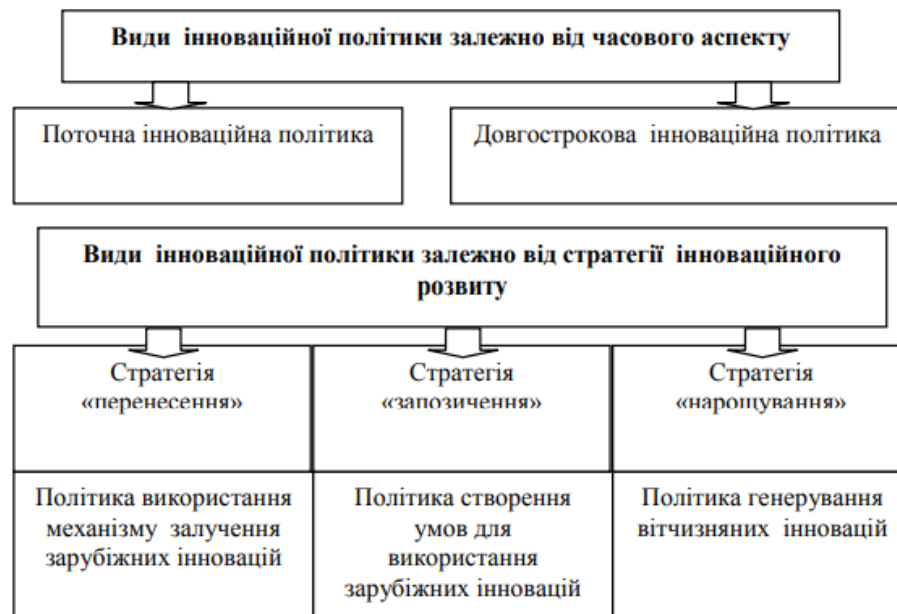 Види інноваційної політики залежно від часового аспекту
Поточна інноваційна політика
Довгострокова інноваційна політика
Види інноваційної політики залежно від стратегії інноваційного
розвиту
Стратегія
«перенесення»
Стратегія
«запозичення»
Стратегія
«нарощування»
Політика використання
механізму залучення
зарубіжних інновацій
Політика створення
умов для
використання
зарубіжних інновацій
Політика генерування
вітчизняних інновацій